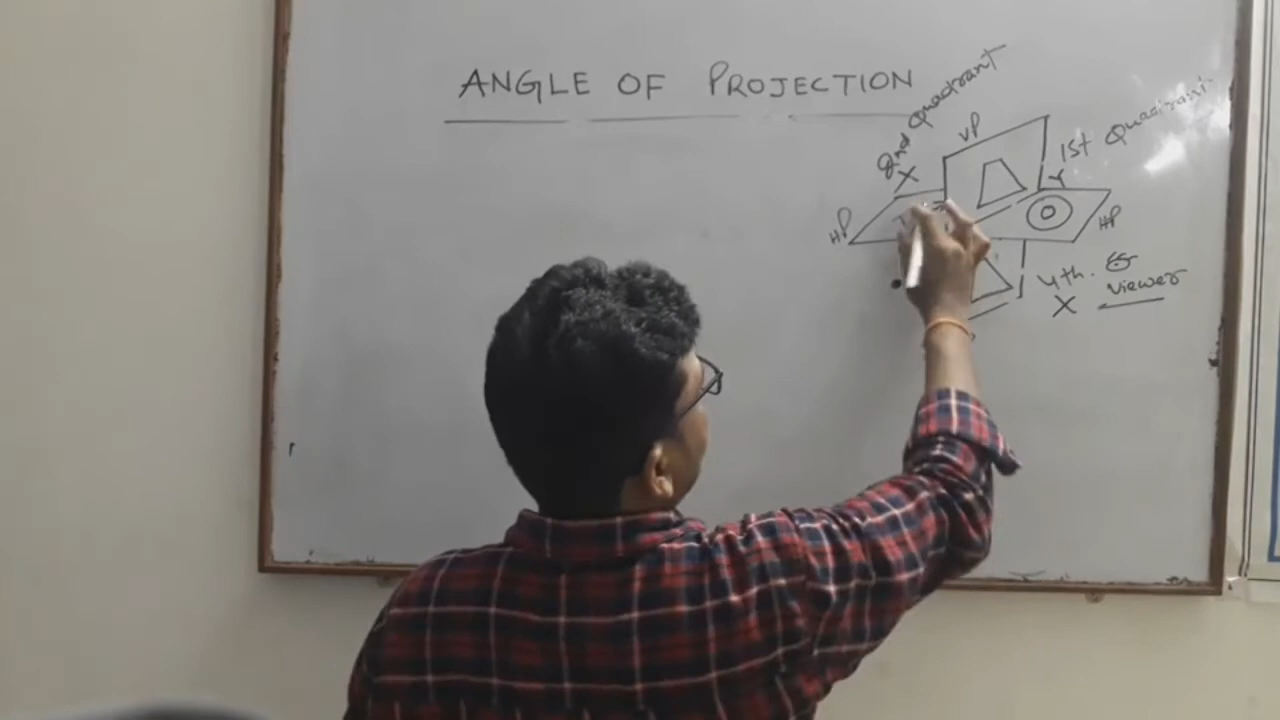 ANGLE OF PROJECTION
2nd Quadrant
X
VP
1st Quadrant
Y
HP
HP
4th.
Viewer
X